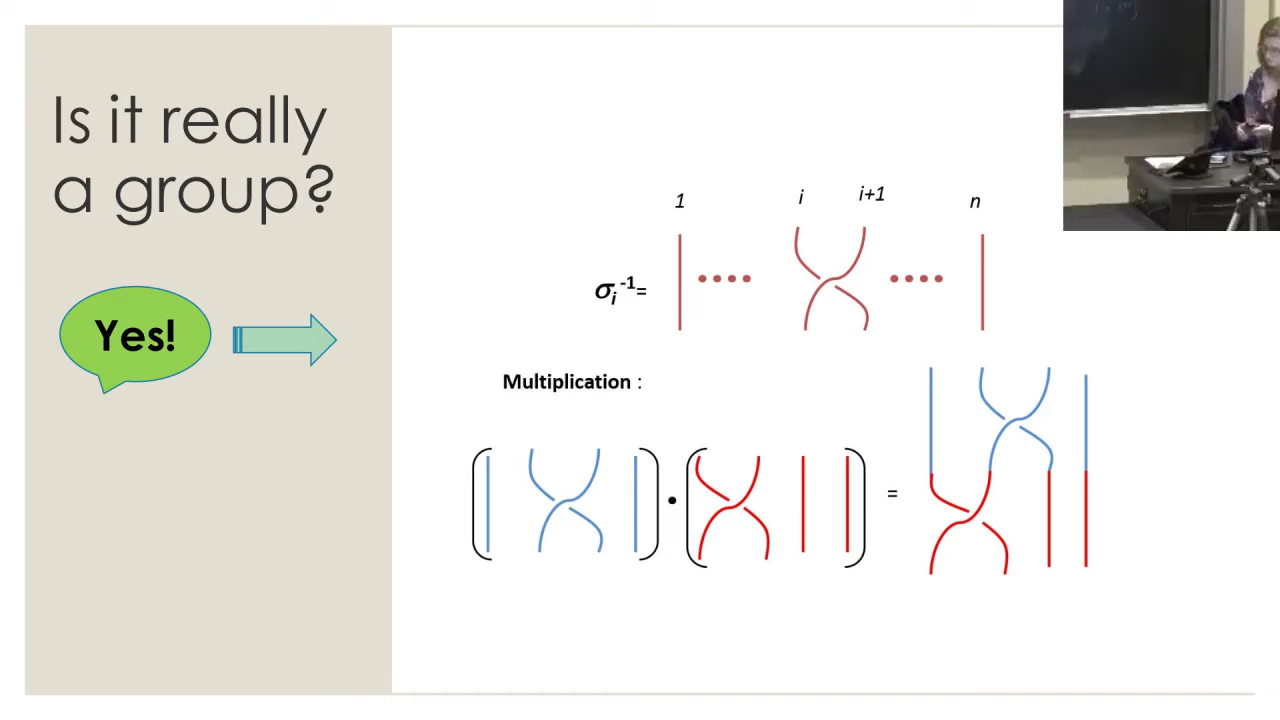 Is it really
a group?
Yes!
1 i i+1 n
σᵢ⁻¹=
Multiplication :
( ) • ( ) =